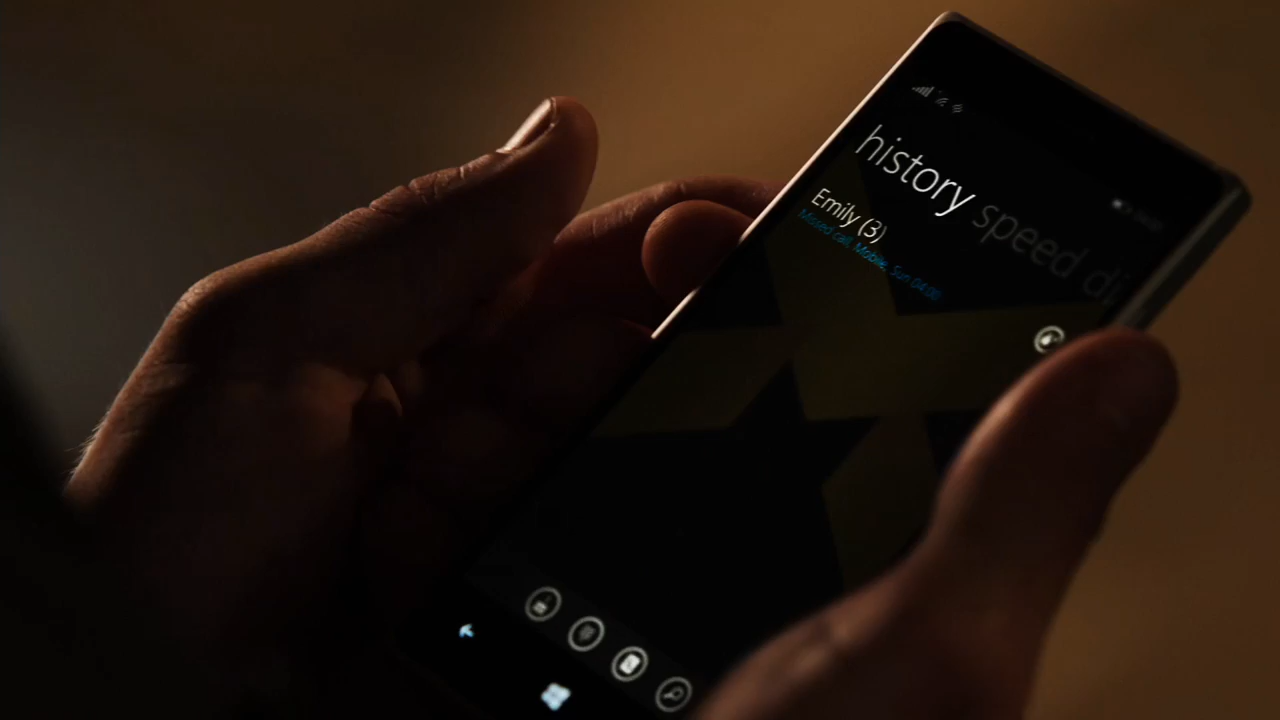 history speed di
Emily (3)
Missed call, Mobile, Sun 04:00